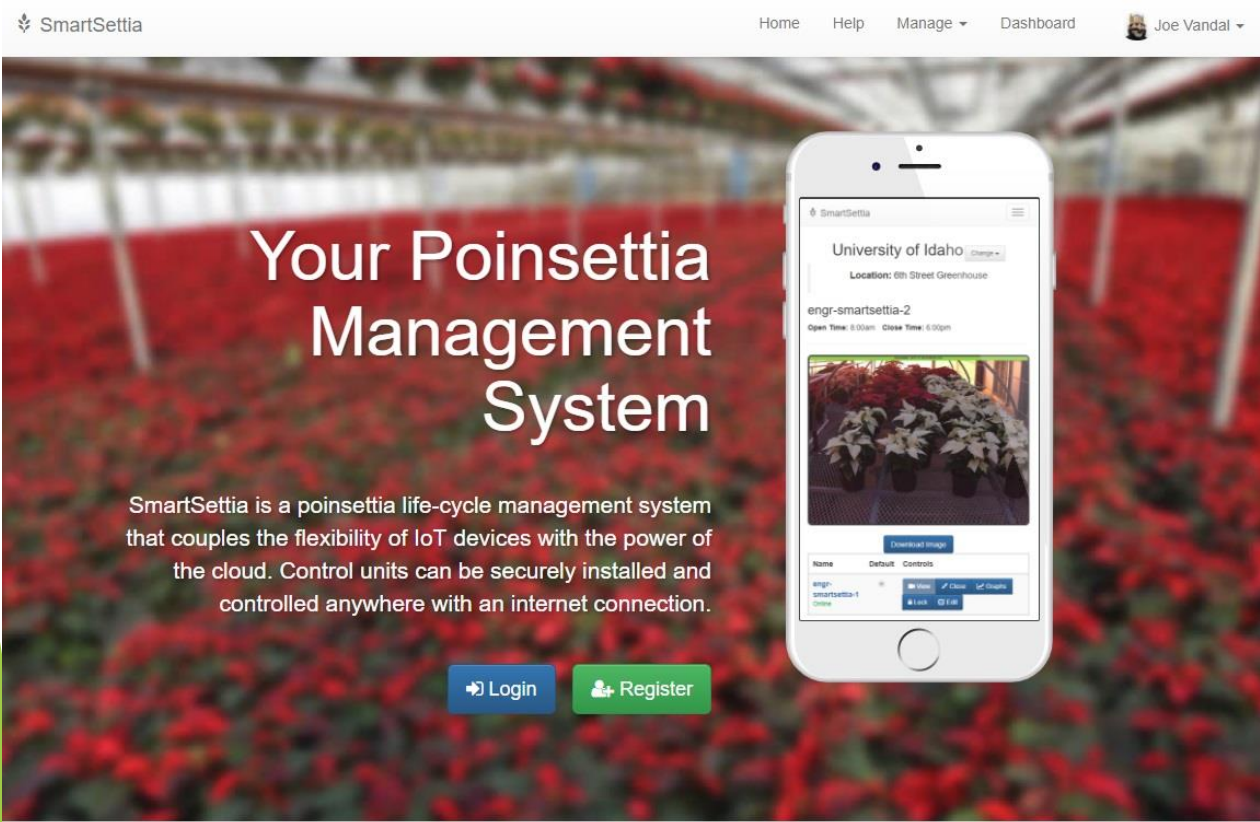 SmartSettia
Home Help Manage Dashboard Joe Vandal
Your Poinsettia
Management
System
SmartSettia is a poinsettia life-cycle management system
that couples the flexibility of IoT devices with the power of
the cloud. Control units can be securely installed and
controlled anywhere with an internet connection.
Login Register
SmartSettia
University of Idaho Change
Location: 6th Street Greenhouse
engr-smartsettia-2
Open Time: 8:00am Close Time: 6:00pm
Download Image
Name Default Controls
engr-
smartsettia-1
Online
View Close Graphs
Lock Edit